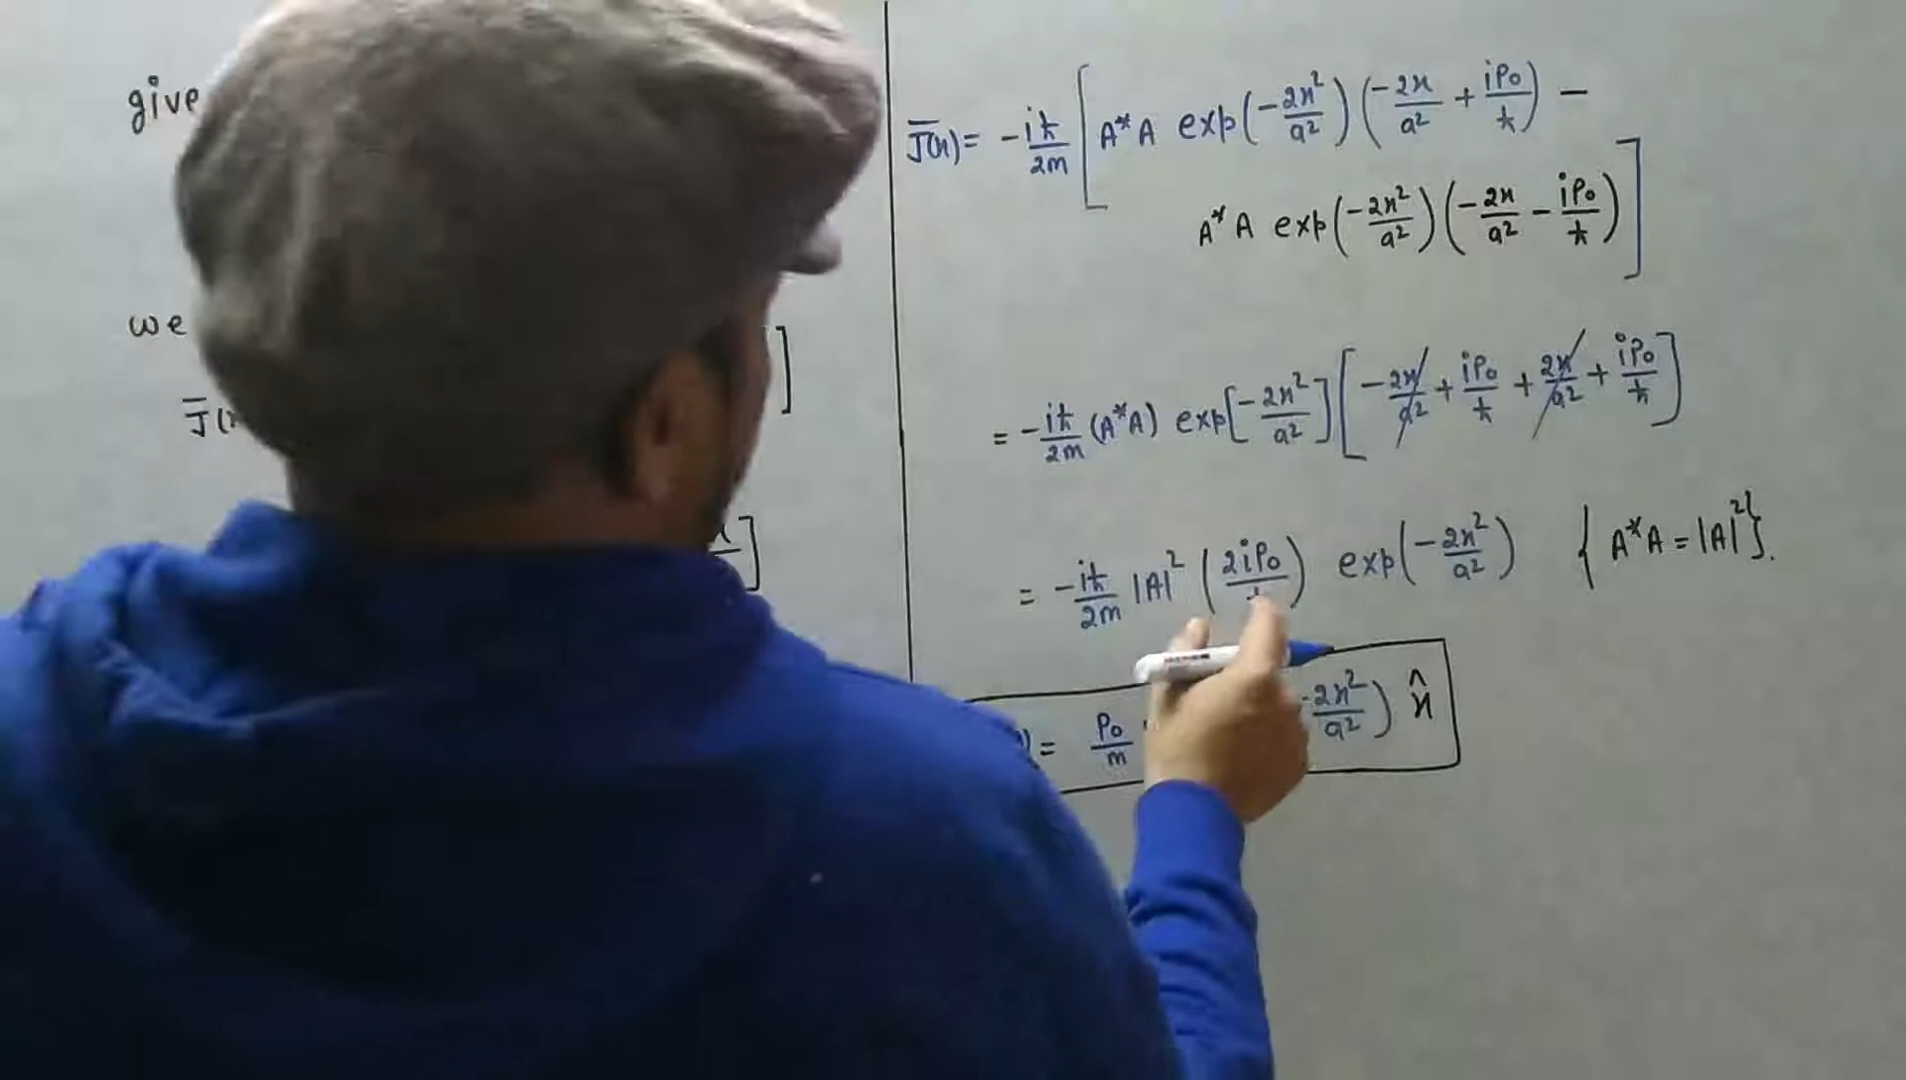 give
we
J̅(
]
]
J̅(x) = -iħ/2m [ A*A exp(-2x²/a²) (-2x/a² + ip₀/ħ) -
A*A exp(-2x²/a²) (-2x/a² - ip₀/ħ) ]
= -iħ/2m (A*A) exp[-2x²/a²] [ -2x/a² + ip₀/ħ + 2x/a² + ip₀/ħ ]
= -iħ/2m |A|² (2ip₀/ħ) exp(-2x²/a²) { A*A = |A|² }.
) = p₀/m -2x²/a²) x̂